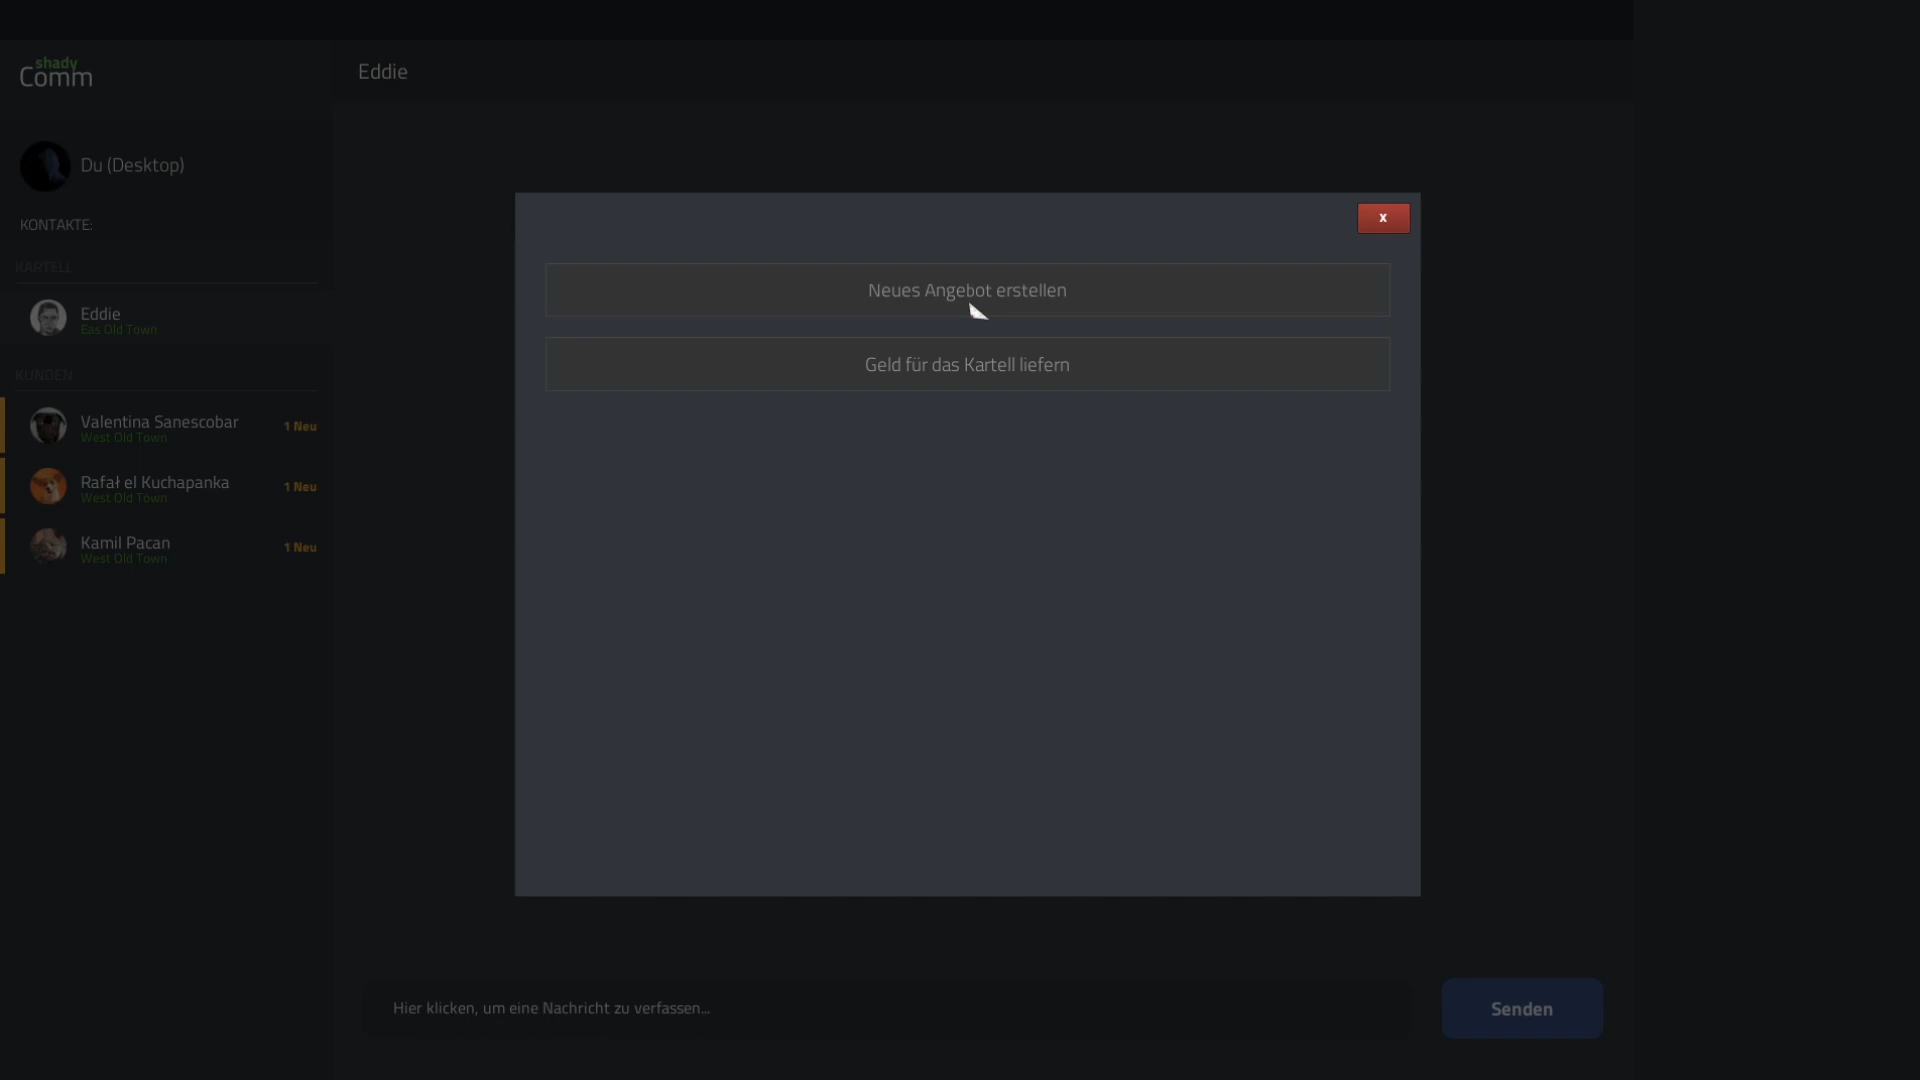 shady
Comm
Eddie
Du (Desktop)
KONTAKTE:
KARTELL
Eddie
Eas Old Town
KUNDEN
Valentina Sanescobar
West Old Town
1 Neu
Rafał el Kuchapanka
West Old Town
1 Neu
Kamil Pacan
West Old Town
1 Neu
x
Neues Angebot erstellen
Geld für das Kartell liefern
Hier klicken, um eine Nachricht zu verfassen...
Senden